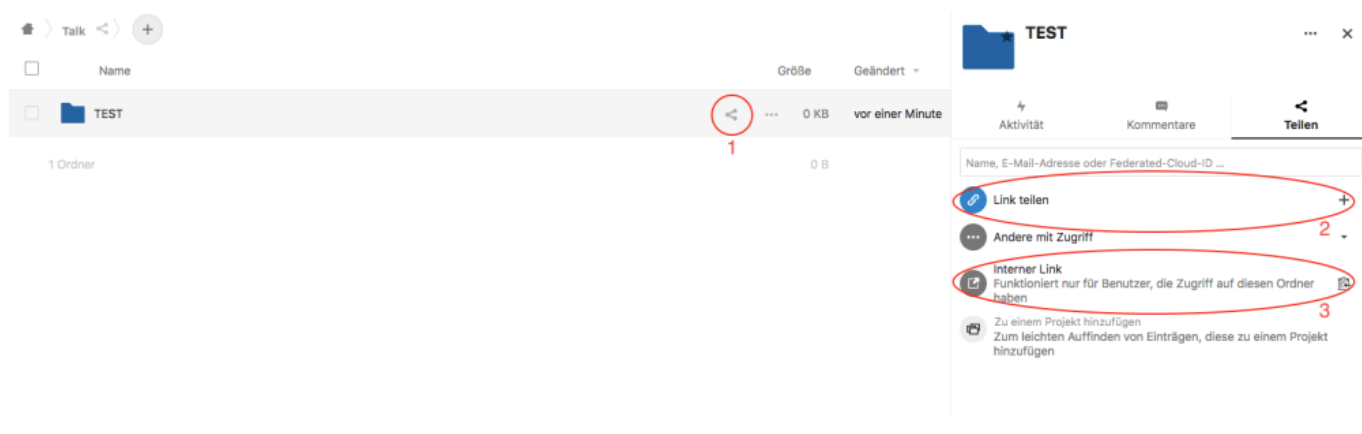 Talk
Name Größe Geändert
TEST 0 KB vor einer Minute
1
1 Ordner 0 B
TEST
Aktivität Kommentare Teilen
Name, E-Mail-Adresse oder Federated-Cloud-ID ...
Link teilen
2
Andere mit Zugriff
Interner Link
Funktioniert nur für Benutzer, die Zugriff auf diesen Ordner
haben
3
Zu einem Projekt hinzufügen
Zum leichten Auffinden von Einträgen, diese zu einem Projekt
hinzufügen